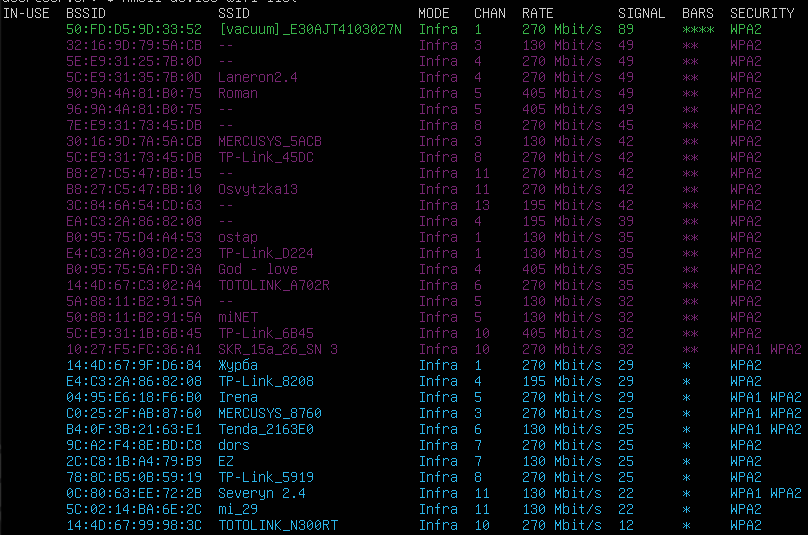 IN-USE BSSID SSID MODE CHAN RATE SIGNAL BARS SECURITY
50:FD:D5:9D:33:52 [vacuum]_E30AJT4103027N Infra 1 270 Mbit/s 89 **** WPA2
32:16:9D:79:5A:CB -- Infra 3 130 Mbit/s 49 ** WPA2
5E:E9:31:25:7B:0D -- Infra 4 270 Mbit/s 49 ** WPA2
5C:E9:31:35:7B:0D Laneron2.4 Infra 4 270 Mbit/s 49 ** WPA2
90:9A:4A:81:B0:75 Roman Infra 5 405 Mbit/s 49 ** WPA2
96:9A:4A:81:B0:75 -- Infra 5 405 Mbit/s 49 ** WPA2
7E:E9:31:73:45:DB -- Infra 8 270 Mbit/s 45 ** WPA2
30:16:9D:7A:5A:CB MERCUSYS_5ACB Infra 3 130 Mbit/s 42 ** WPA2
5C:E9:31:73:45:DB TP-Link_45DC Infra 8 270 Mbit/s 42 ** WPA2
B8:27:C5:47:BB:15 -- Infra 11 270 Mbit/s 42 ** WPA2
B8:27:C5:47:BB:10 Osvytzka13 Infra 11 270 Mbit/s 42 ** WPA2
3C:84:6A:54:CD:63 -- Infra 13 195 Mbit/s 42 ** WPA2
EA:C3:2A:86:82:08 -- Infra 4 195 Mbit/s 39 ** WPA2
B0:95:75:D4:A4:53 ostap Infra 1 130 Mbit/s 35 ** WPA2
E4:C3:2A:03:D2:23 TP-Link_D224 Infra 1 270 Mbit/s 35 ** WPA2
B0:95:75:5A:FD:3A God - love Infra 4 405 Mbit/s 35 ** WPA2
14:4D:67:C3:02:A4 TOTOLINK_A702R Infra 6 270 Mbit/s 35 ** WPA2
5A:88:11:B2:91:5A -- Infra 5 130 Mbit/s 32 ** WPA2
50:88:11:B2:91:5A miNET Infra 5 130 Mbit/s 32 ** WPA2
5C:E9:31:1B:6B:45 TP-Link_6B45 Infra 10 405 Mbit/s 32 ** WPA2
10:27:F5:FC:36:A1 SKR_15a_26_SN 3 Infra 10 270 Mbit/s 32 ** WPA1 WPA2
14:4D:67:9F:D6:84 Журба Infra 1 270 Mbit/s 29 * WPA2
E4:C3:2A:86:82:08 TP-Link_8208 Infra 4 195 Mbit/s 29 * WPA2
04:95:E6:18:F6:B0 Irena Infra 5 270 Mbit/s 29 * WPA1 WPA2
C0:25:2F:AB:87:60 MERCUSYS_8760 Infra 3 270 Mbit/s 25 * WPA1 WPA2
B4:0F:3B:21:63:E1 Tenda_2163E0 Infra 6 130 Mbit/s 25 * WPA1 WPA2
9C:A2:F4:8E:BD:C8 dors Infra 7 270 Mbit/s 25 * WPA2
2C:C8:1B:A4:79:B9 EZ Infra 7 130 Mbit/s 25 * WPA2
78:8C:B5:0B:59:19 TP-Link_5919 Infra 8 270 Mbit/s 25 * WPA2
0C:80:63:EE:72:2B Severyn 2.4 Infra 11 130 Mbit/s 22 * WPA1 WPA2
5C:02:14:BA:6E:2C mi_29 Infra 11 130 Mbit/s 22 * WPA2
14:4D:67:99:98:3C TOTOLINK_N300RT Infra 10 270 Mbit/s 12 * WPA2